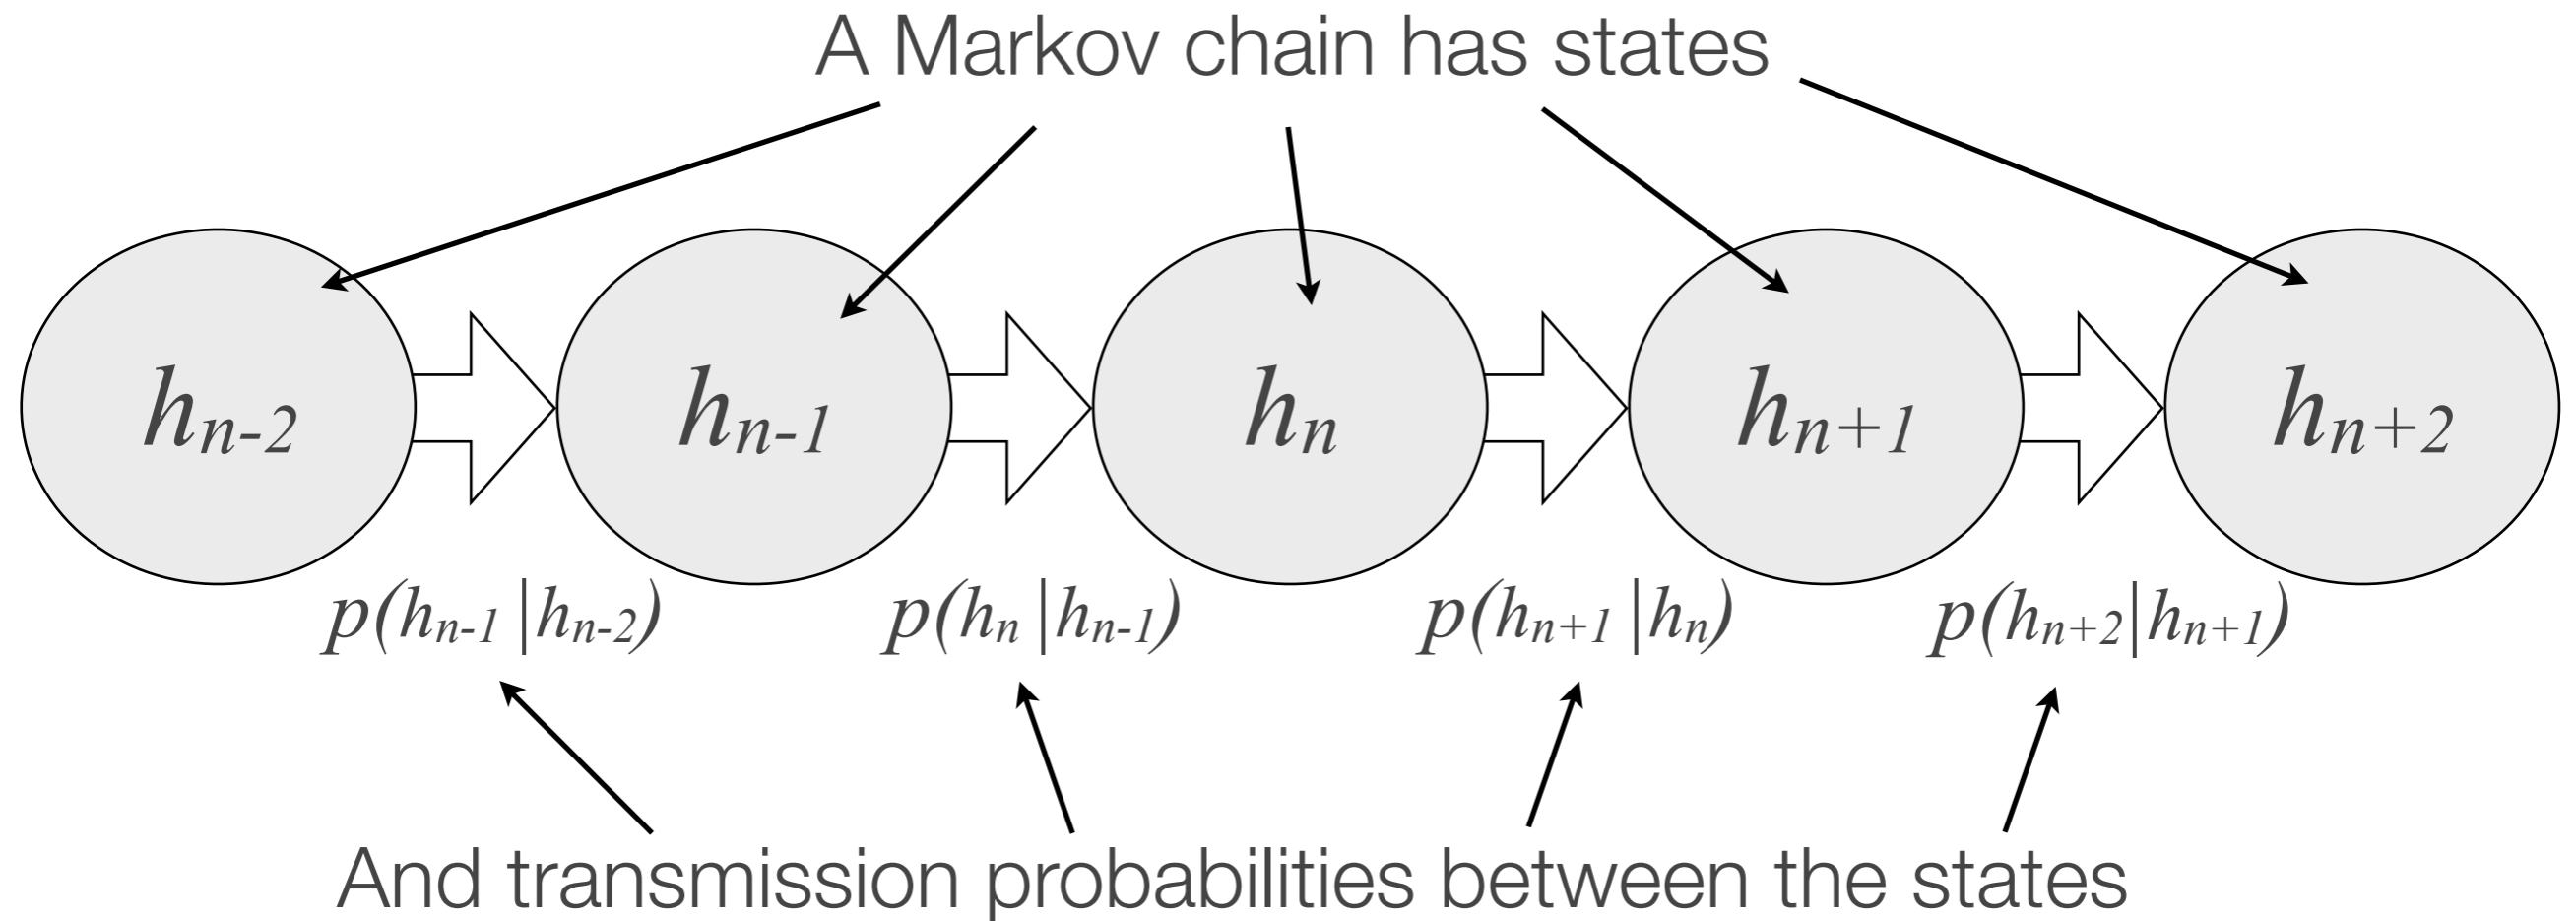 A Markov chain has states
hn-2 hn-1 hn hn+1 hn+2
p(hn-1 |hn-2) p(hn |hn-1) p(hn+1 |hn) p(hn+2|hn+1)
And transmission probabilities between the states